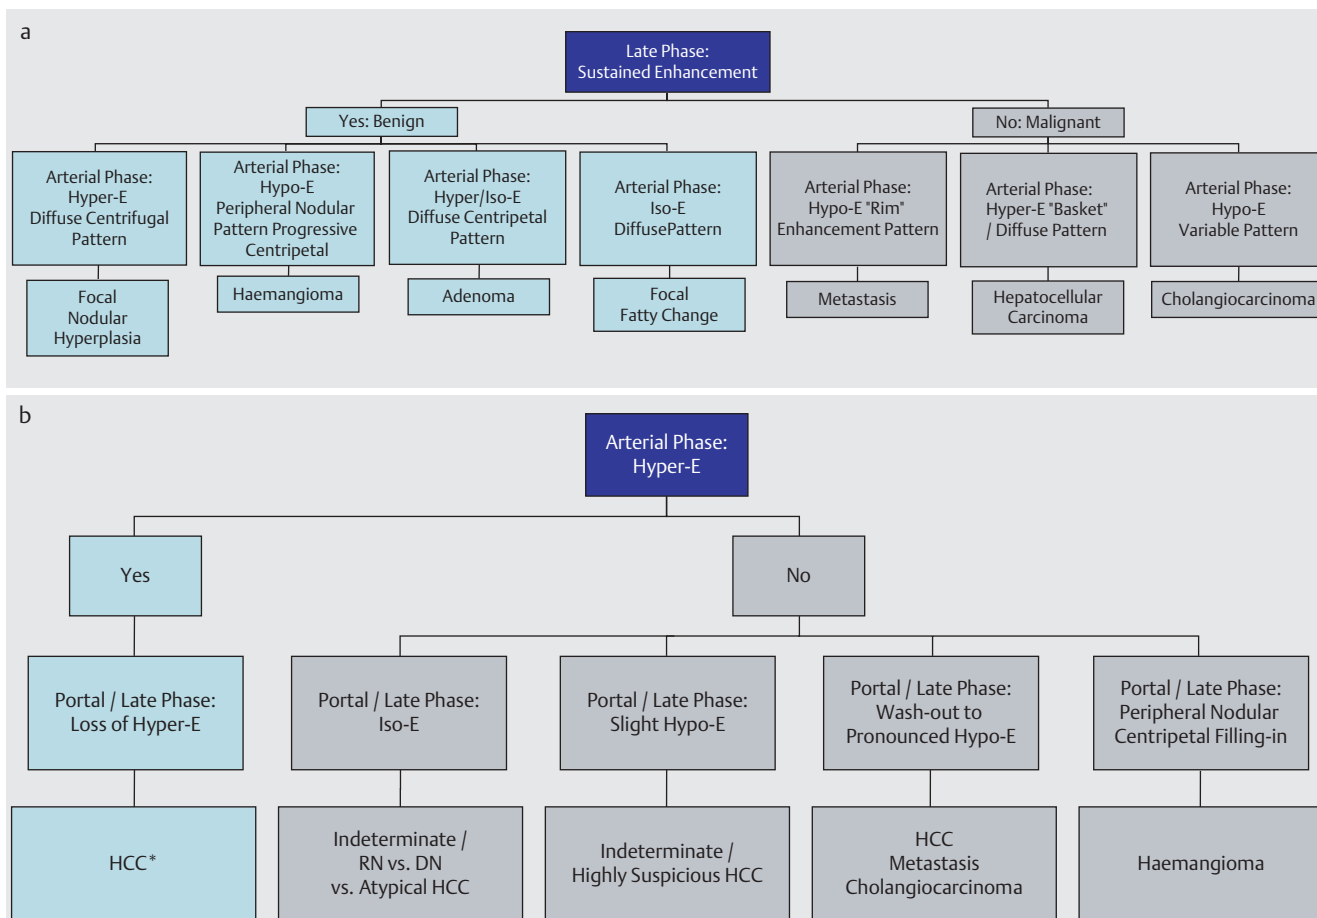 a
Late Phase:
Sustained Enhancement
Yes: Benign
No: Malignant
Arterial Phase:
Hyper-E
Diffuse Centrifugal
Pattern
Arterial Phase:
Hypo-E
Peripheral Nodular
Pattern Progressive
Centripetal
Arterial Phase:
Hyper/Iso-E
Diffuse Centripetal
Pattern
Arterial Phase:
Iso-E
DiffusePattern
Arterial Phase:
Hypo-E "Rim"
Enhancement Pattern
Arterial Phase:
Hyper-E "Basket"
/ Diffuse Pattern
Arterial Phase:
Hypo-E
Variable Pattern
Focal
Nodular
Hyperplasia
Haemangioma
Adenoma
Focal
Fatty Change
Metastasis
Hepatocellular
Carcinoma
Cholangiocarcinoma
b
Arterial Phase:
Hyper-E
Yes
No
Portal / Late Phase:
Loss of Hyper-E
Portal / Late Phase:
Iso-E
Portal / Late Phase:
Slight Hypo-E
Portal / Late Phase:
Wash-out to
Pronounced Hypo-E
Portal / Late Phase:
Peripheral Nodular
Centripetal Filling-in
HCC*
Indeterminate /
RN vs. DN
vs. Atypical HCC
Indeterminate /
Highly Suspicious HCC
HCC
Metastasis
Cholangiocarcinoma
Haemangioma